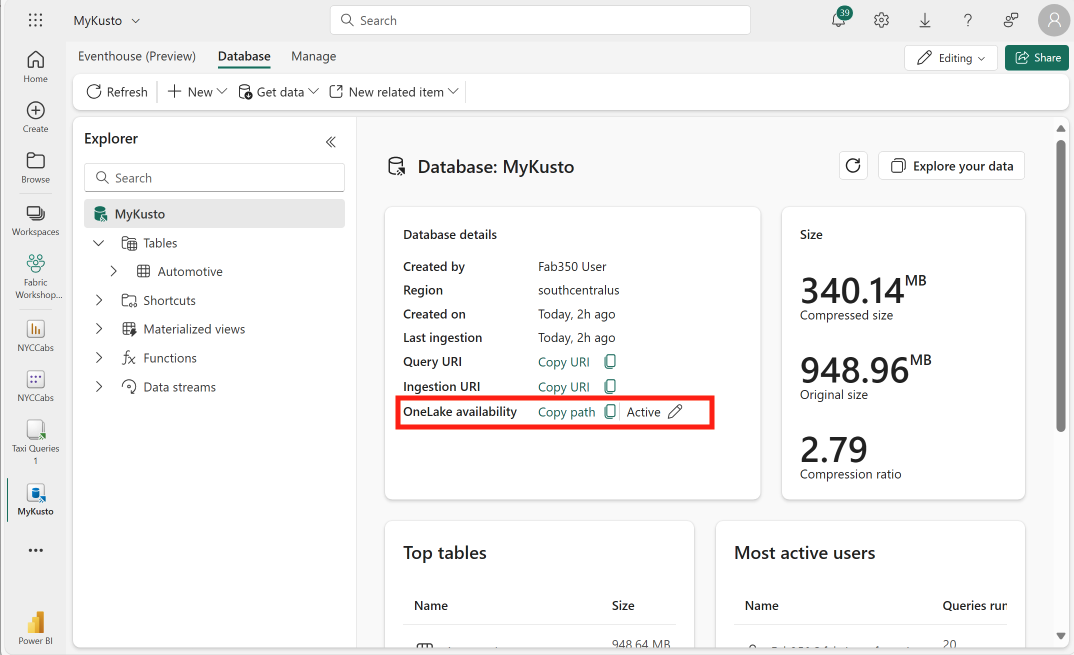 MyKusto
Search
39
Eventhouse (Preview) Database Manage
Editing
Share
Refresh New Get data New related item
Home
Create
Browse
Workspaces
Fabric
Workshop...
NYCCabs
NYCCabs
Taxi Queries
1
MyKusto
Power BI
Explorer
Search
MyKusto
Tables
Automotive
Shortcuts
Materialized views
Functions
Data streams
Database: MyKusto
Explore your data
Database details
Created by Fab350 User
Region southcentralus
Created on Today, 2h ago
Last ingestion Today, 2h ago
Query URI Copy URI
Ingestion URI Copy URI
OneLake availability Copy path Active
Size
340.14 MB
Compressed size
948.96 MB
Original size
2.79
Compression ratio
Top tables
Name Size
948.64 MB
Most active users
Name Queries run
20